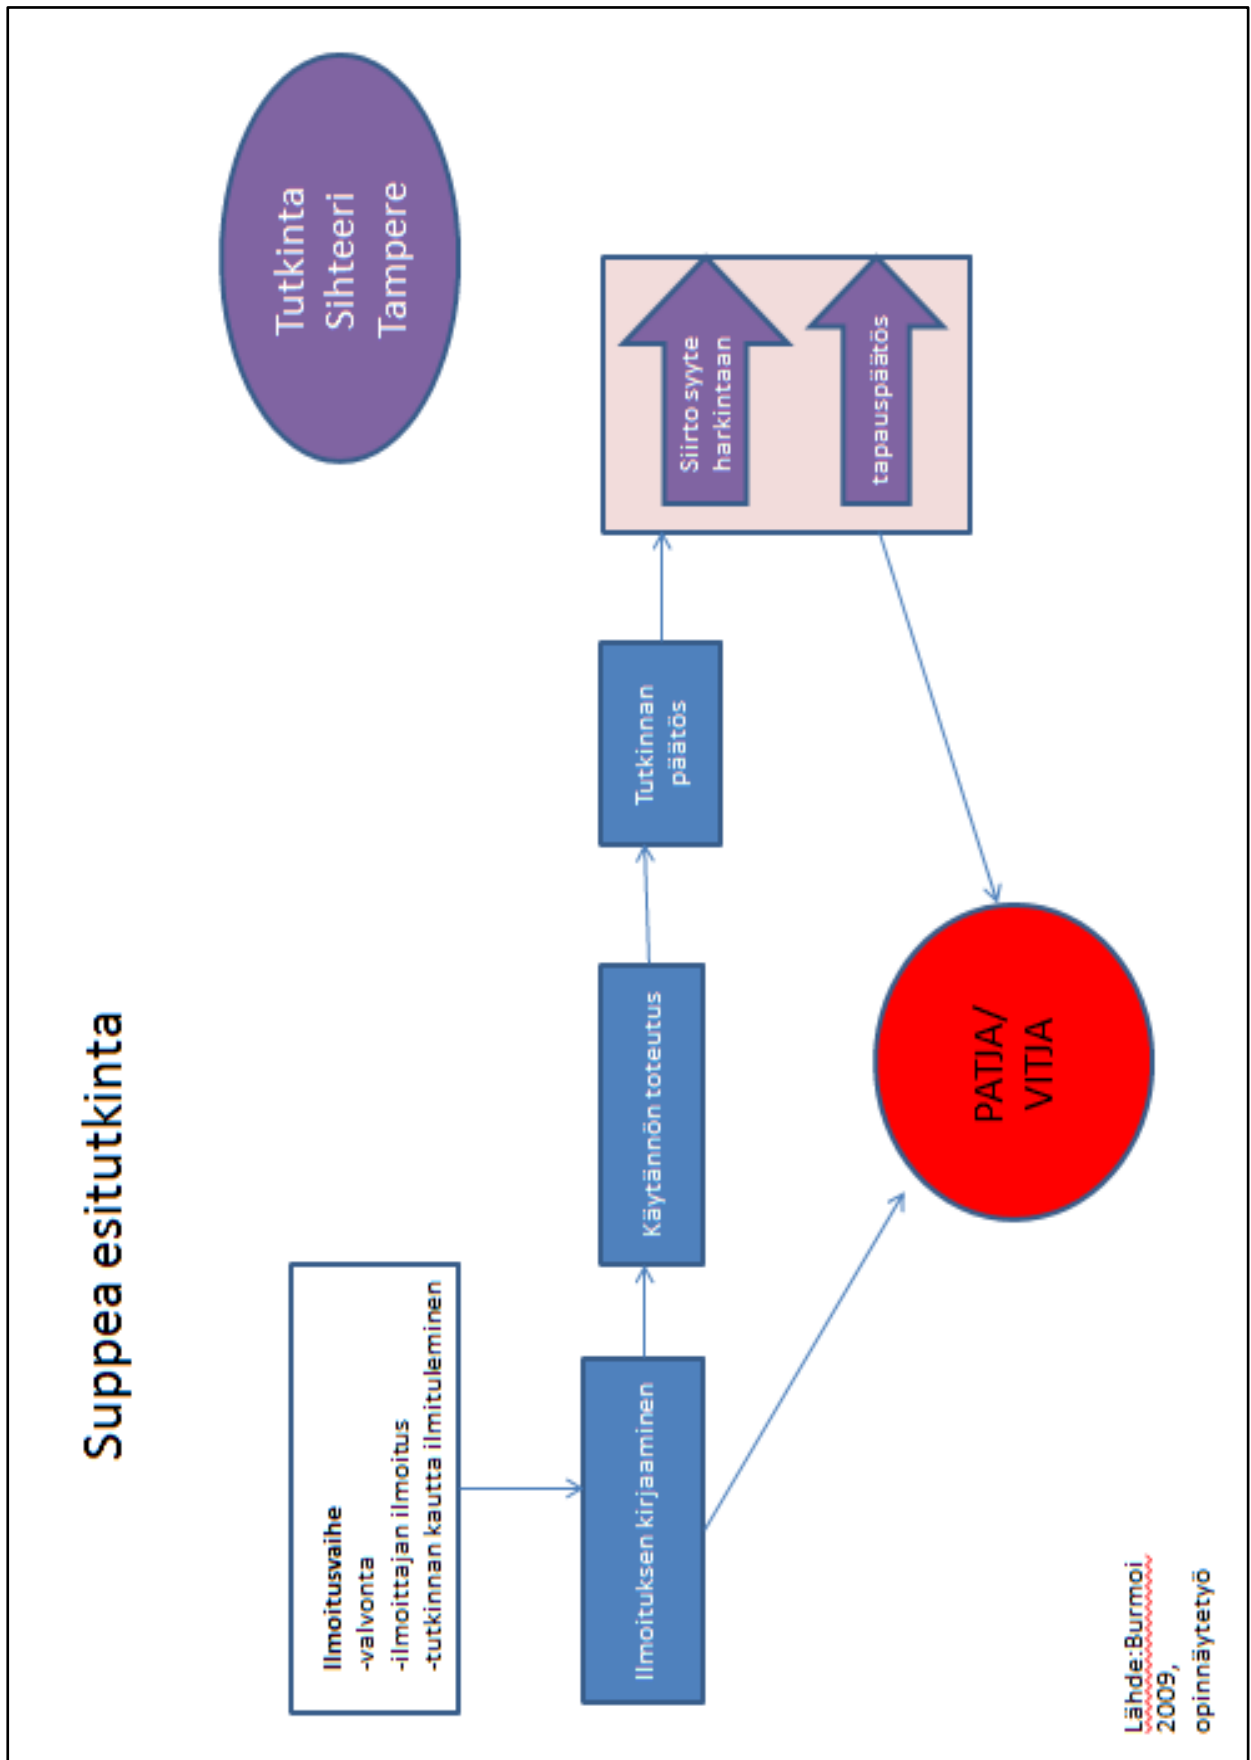 Suppea esitutkinta
Ilmoitusvaihe
-valvonta
-ilmoittajan ilmoitus
-tutkinnan kautta ilmituleminen
Tutkinta
Sihteeri
Tampere
Ilmoituksen kirjaaminen
Käytännön toteutus
Tutkinnan
päätös
Siirto syyte
harkintaan
tapauspäätös
PATJA/
VITJA
Lähde:Burmoi
2009,
opinnäytetyö